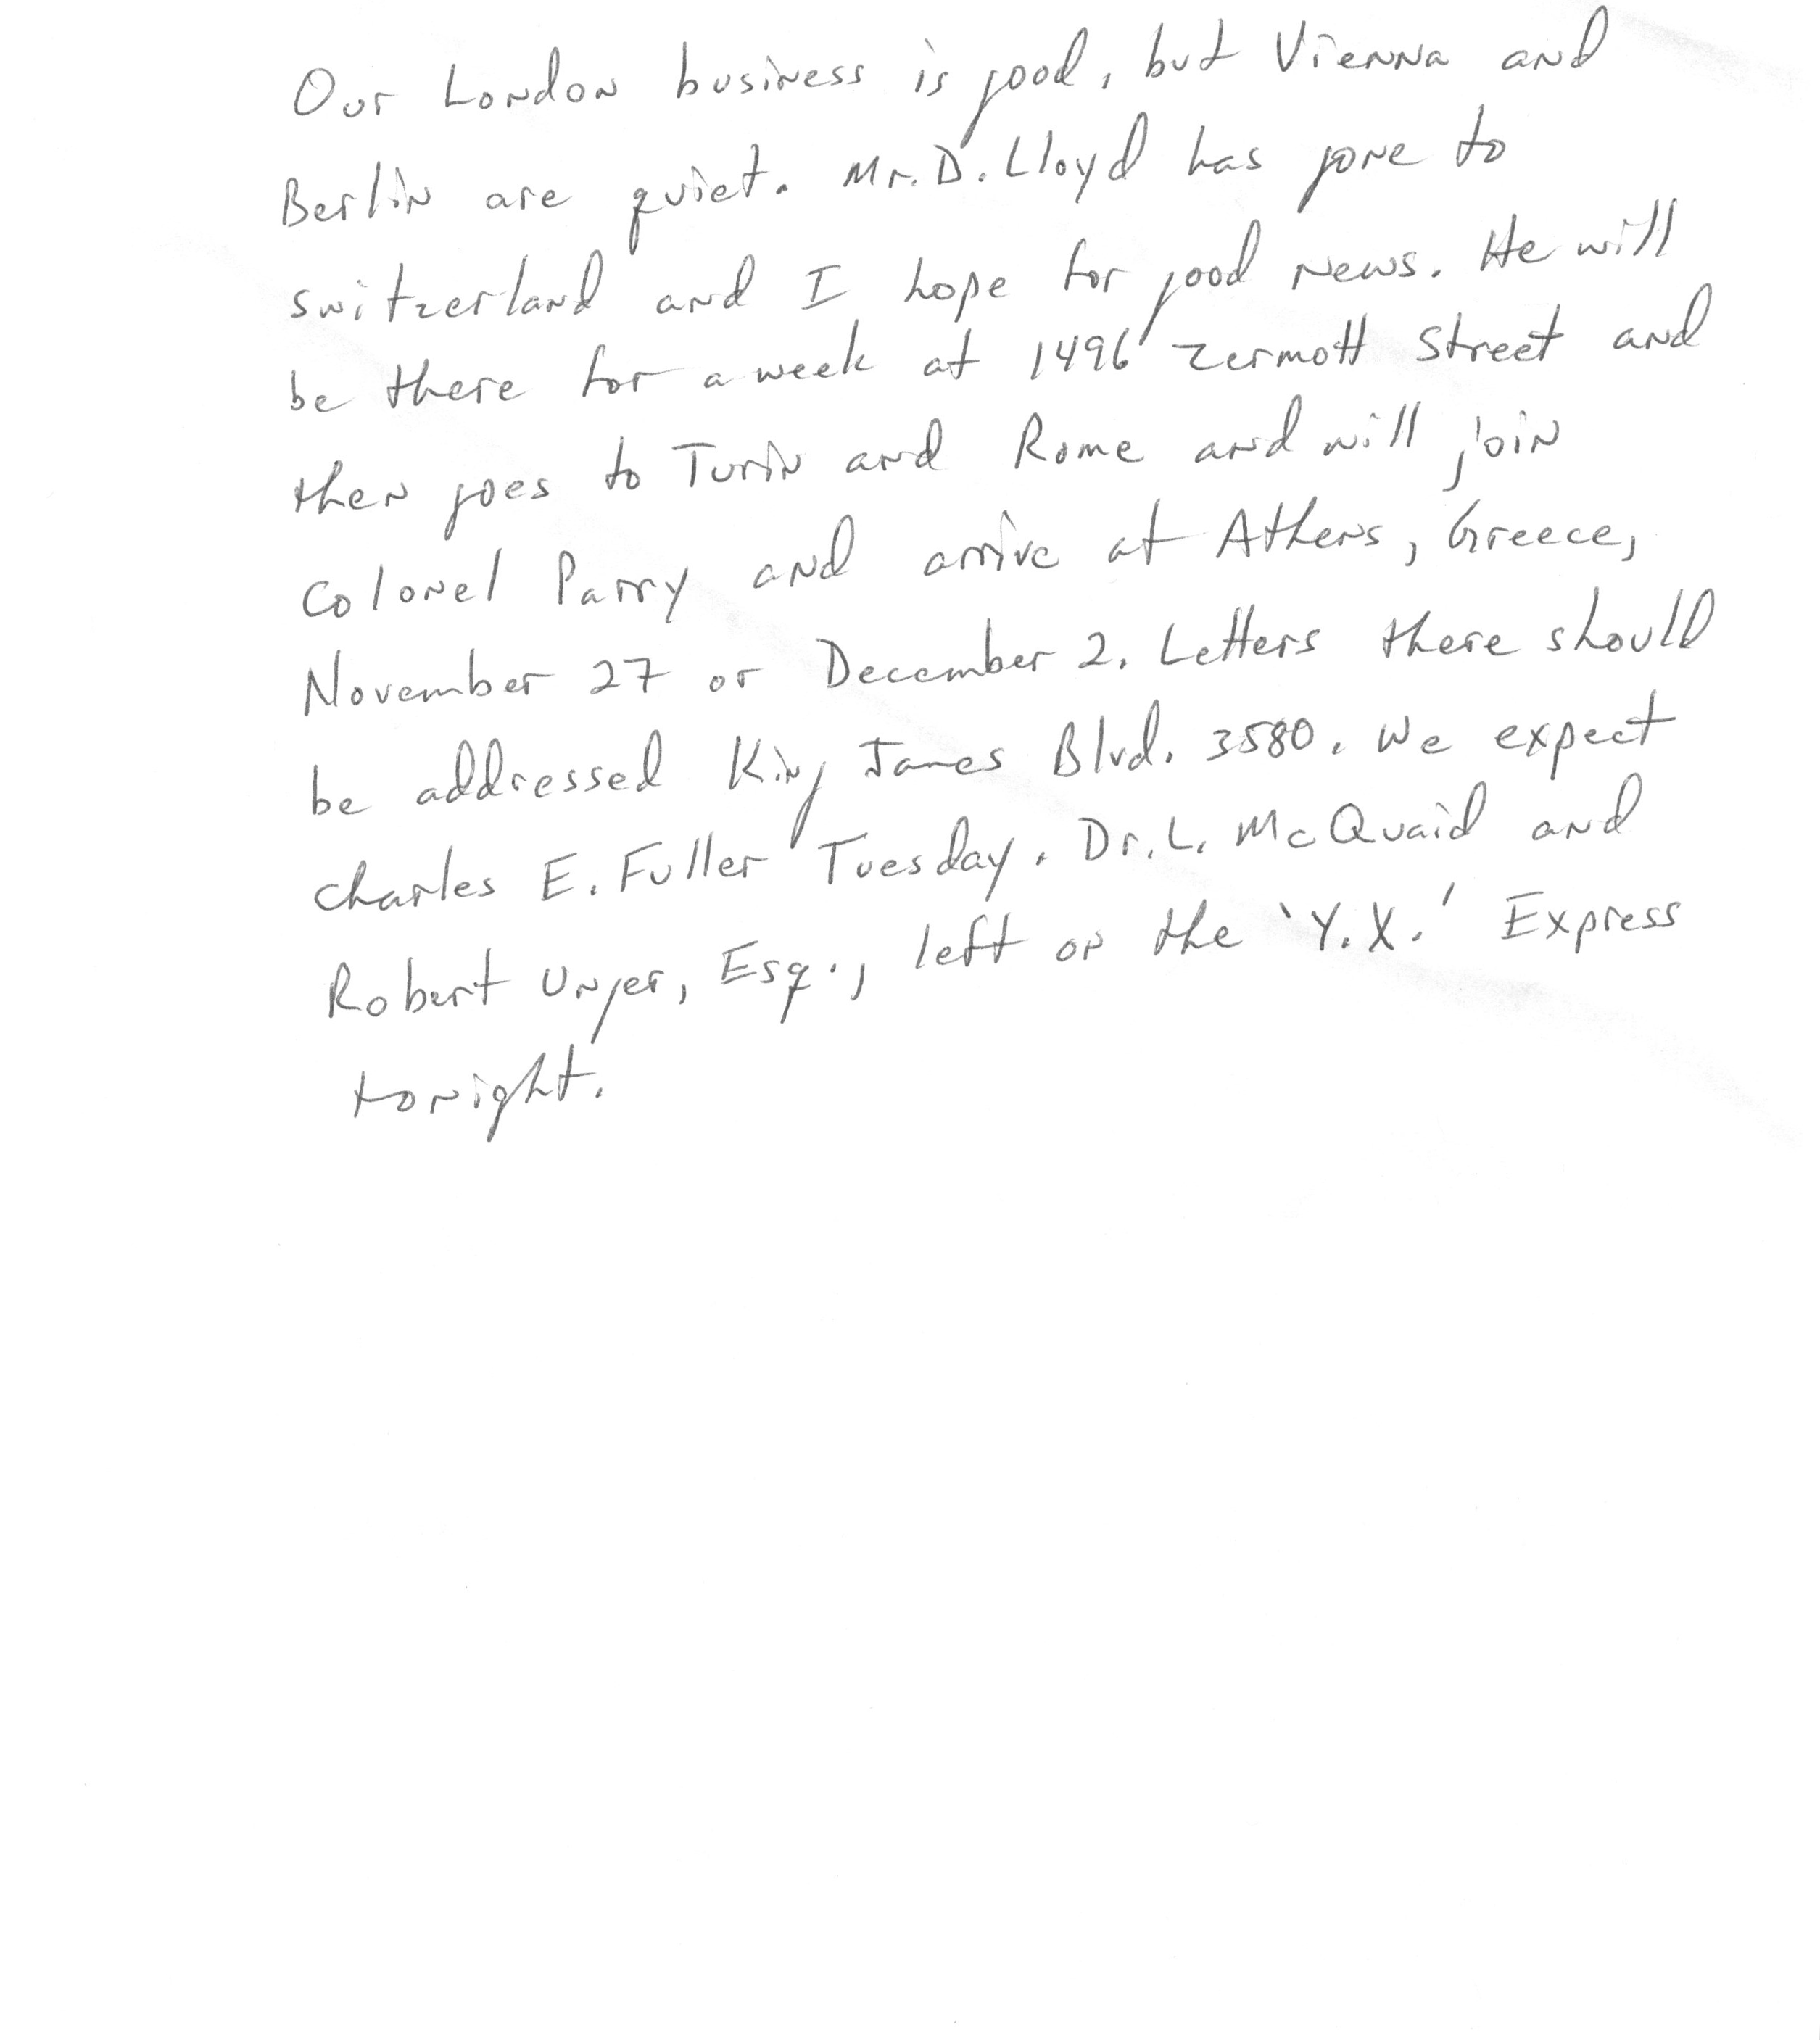 Our London business is good, but Vienna and
Berlin are quiet. Mr. D. Lloyd has gone to
switzerland and I hope for good news. He will
be there for a week at 1496 Zermott Street and
then goes to Turin and Rome and will join
Colonel Parry and arrive at Athens, Greece,
November 27 or December 2. Letters there should
be addressed King James Blvd. 3580. We expect
Charles E. Fuller Tuesday. Dr. L. McQuaid and
Robert Unger, Esq., left on the 'Y.X.' Express
tonight.